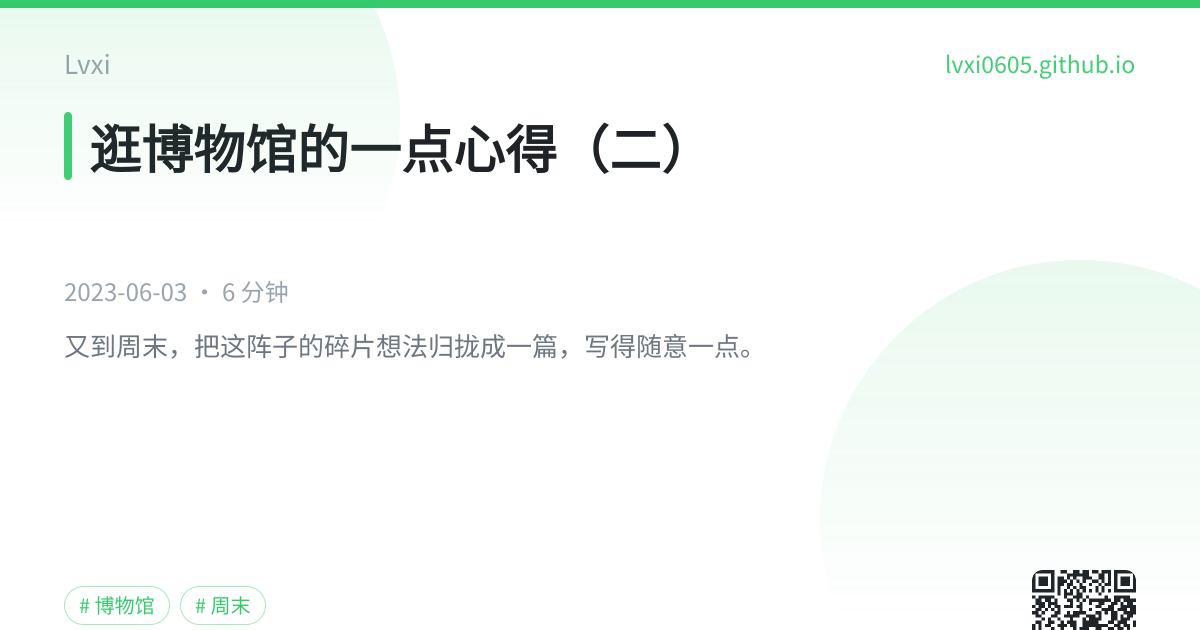 Lvxi
lvxi0605.github.io
逛博物馆的一点心得（二）
2023-06-03 · 6 分钟
又到周末，把这阵子的碎片想法归拢成一篇，写得随意一点。
# 博物馆
# 周末